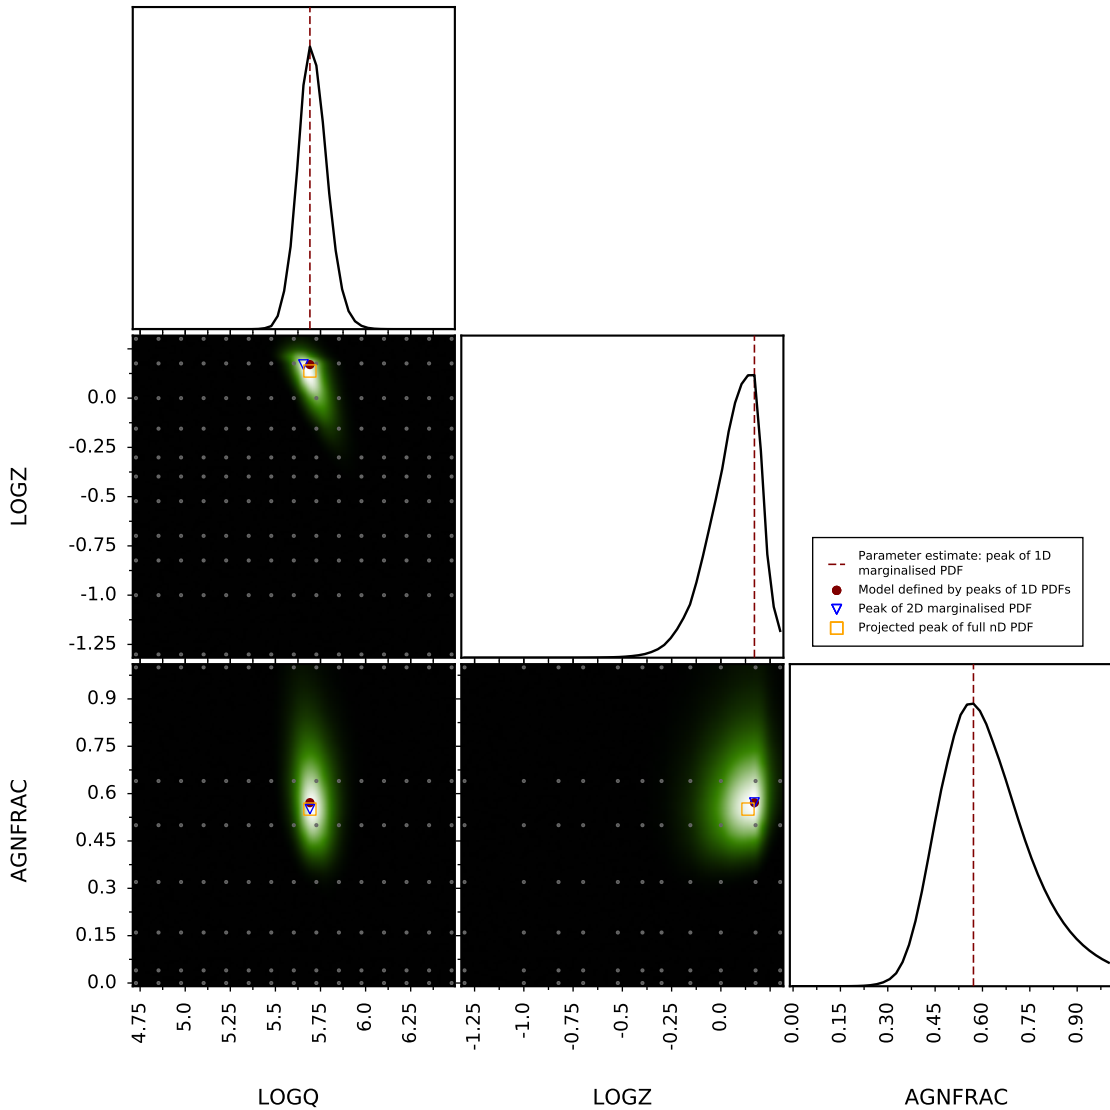 LOGZ
0.0
-0.25
-0.5
-0.75
-1.0
-1.25
Parameter estimate: peak of 1D
marginalised PDF
Model defined by peaks of 1D PDFs
Peak of 2D marginalised PDF
Projected peak of full nD PDF
AGNFRAC
0.9
0.75
0.6
0.45
0.3
0.15
0.0
4.75 5.0 5.25 5.5 5.75 6.0 6.25
-1.25 -1.0 -0.75 -0.5 -0.25 0.0
0.00 0.15 0.30 0.45 0.60 0.75 0.90
LOGQ LOGZ AGNFRAC